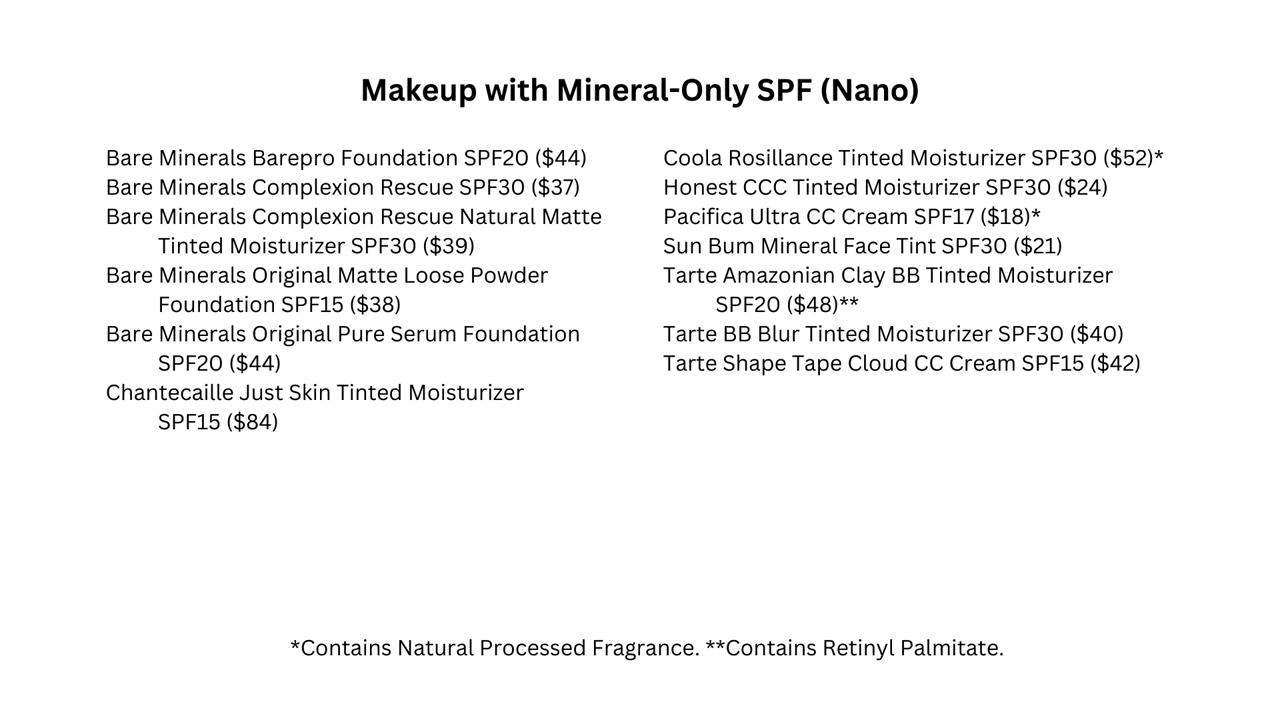 Makeup with Mineral-Only SPF (Nano)
Bare Minerals Barepro Foundation SPF20 ($44)
Bare Minerals Complexion Rescue SPF30 ($37)
Bare Minerals Complexion Rescue Natural Matte
Tinted Moisturizer SPF30 ($39)
Bare Minerals Original Matte Loose Powder
Foundation SPF15 ($38)
Bare Minerals Original Pure Serum Foundation
SPF20 ($44)
Chantecaille Just Skin Tinted Moisturizer
SPF15 ($84)
Coola Rosillance Tinted Moisturizer SPF30 ($52)*
Honest CCC Tinted Moisturizer SPF30 ($24)
Pacifica Ultra CC Cream SPF17 ($18)*
Sun Bum Mineral Face Tint SPF30 ($21)
Tarte Amazonian Clay BB Tinted Moisturizer
SPF20 ($48)**
Tarte BB Blur Tinted Moisturizer SPF30 ($40)
Tarte Shape Tape Cloud CC Cream SPF15 ($42)
*Contains Natural Processed Fragrance. **Contains Retinyl Palmitate.